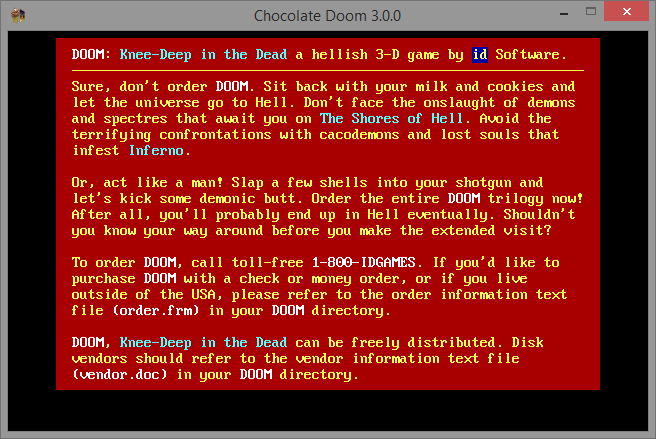 Chocolate Doom 3.0.0
DOOM: Knee-Deep in the Dead a hellish 3-D game by id Software.
Sure, don't order DOOM. Sit back with your milk and cookies and
let the universe go to Hell. Don't face the onslaught of demons
and spectres that await you on The Shores of Hell. Avoid the
terrifying confrontations with cacodemons and lost souls that
infest Inferno.
Or, act like a man! Slap a few shells into your shotgun and
let's kick some demonic butt. Order the entire DOOM trilogy now!
After all, you'll probably end up in Hell eventually. Shouldn't
you know your way around before you make the extended visit?
To order DOOM, call toll-free 1-800-IDGAMES. If you'd like to
purchase DOOM with a check or money order, or if you live
outside of the USA, please refer to the order information text
file (order.frm) in your DOOM directory.
DOOM, Knee-Deep in the Dead can be freely distributed. Disk
vendors should refer to the vendor information text file
(vendor.doc) in your DOOM directory.